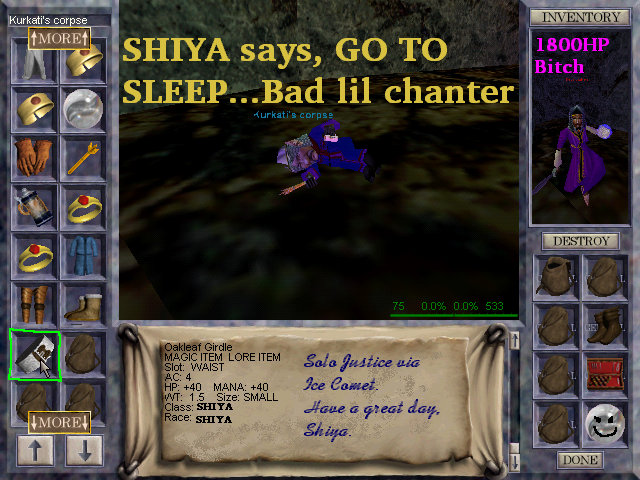 Kurkati's corpse
MORE
SHIYA says, GO TO
SLEEP...Bad lil chanter
Kurkati's corpse
75 0.0% 0.0% 533
INVENTORY
1800HP
Bitch
DESTROY
Oakleaf Girdle
MAGIC ITEM LORE ITEM
Slot: WAIST
AC: 4
HP: +40 MANA: +40
WT: 1.5 Size: SMALL
Class: SHIYA
Race: SHIYA
Solo Justice via
Ice Comet.
Have a great day,
Shiya.
MORE
DONE